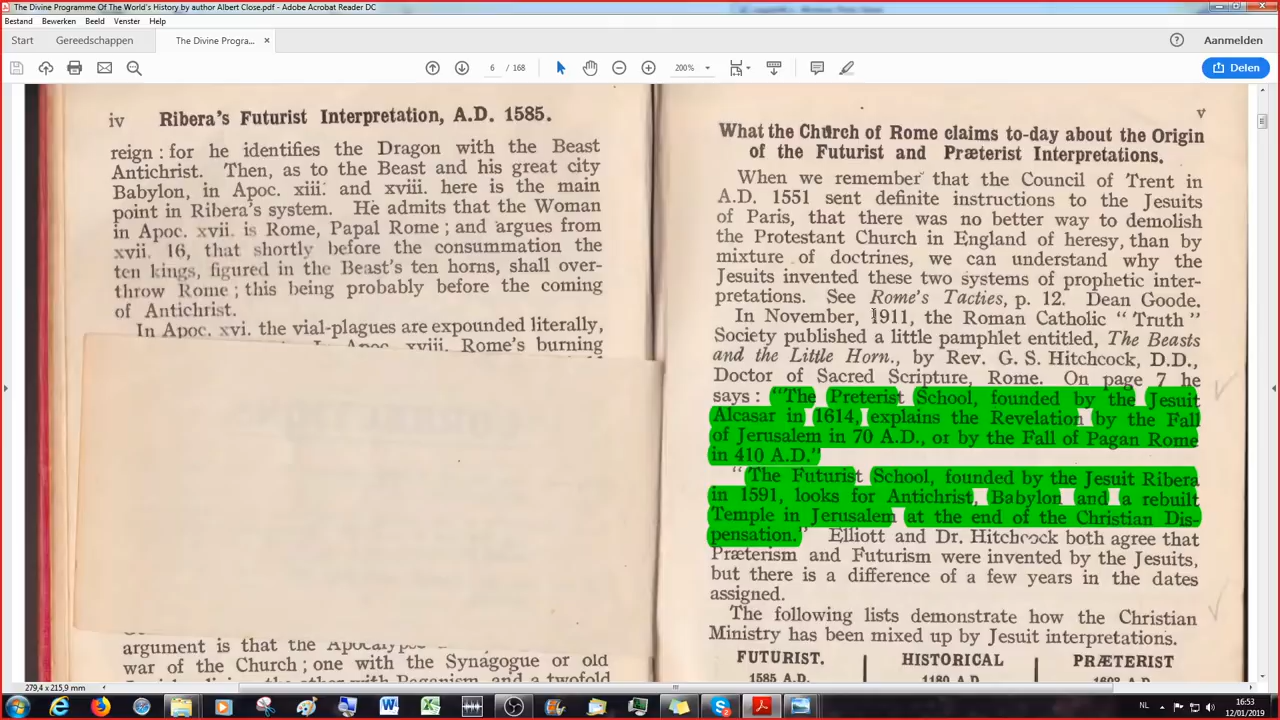 The Divine Programme Of The World's History by author Albert Close.pdf - Adobe Acrobat Reader DC
Bestand Bewerken Beeld Venster Help
Start Gereedschappen The Divine Progra... × Aanmelden
6 / 168 200% Delen
iv Ribera's Futurist Interpretation, A.D. 1585.
reign : for he identifies the Dragon with the Beast
Antichrist. Then, as to the Beast and his great city
Babylon, in Apoc. xiii. and xviii. here is the main
point in Ribera's system. He admits that the Woman
in Apoc. xvii. is Rome, Papal Rome ; and argues from
xvii. 16, that shortly before the consummation the
ten kings, figured in the Beast's ten horns, shall over-
throw Rome ; this being probably before the coming
of Antichrist.
In Apoc. xvi. the vial-plagues are expounded literally,
Apoc. xviii. Rome's burning
argument is that the Apocalypse
war of the Church ; one with the Synagogue or old
v
What the Church of Rome claims to-day about the Origin
of the Futurist and Præterist Interpretations.
When we remember that the Council of Trent in
A.D. 1551 sent definite instructions to the Jesuits
of Paris, that there was no better way to demolish
the Protestant Church in England of heresy, than by
mixture of doctrines, we can understand why the
Jesuits invented these two systems of prophetic inter-
pretations. See Rome's Tacties, p. 12. Dean Goode.
In November, 1911, the Roman Catholic "Truth"
Society published a little pamphlet entitled, The Beasts
and the Little Horn., by Rev. G. S. Hitchcock, D.D.,
Doctor of Sacred Scripture, Rome. On page 7 he
says : "The Preterist School, founded by the Jesuit
Alcasar in 1614, explains the Revelation by the Fall
of Jerusalem in 70 A.D., or by the Fall of Pagan Rome
in 410 A.D."
"The Futurist School, founded by the Jesuit Ribera
in 1591, looks for Antichrist, Babylon and a rebuilt
Temple in Jerusalem at the end of the Christian Dis-
pensation." Elliott and Dr. Hitchcock both agree that
Præterism and Futurism were invented by the Jesuits,
but there is a difference of a few years in the dates
assigned.
The following lists demonstrate how the Christian
Ministry has been mixed up by Jesuit interpretations.
FUTURIST. HISTORICAL PRÆTERIST
1585 A.D. 1180 A.D. 1603 A.D.
279,4 x 215,9 mm
NL 16:53
12/01/2019